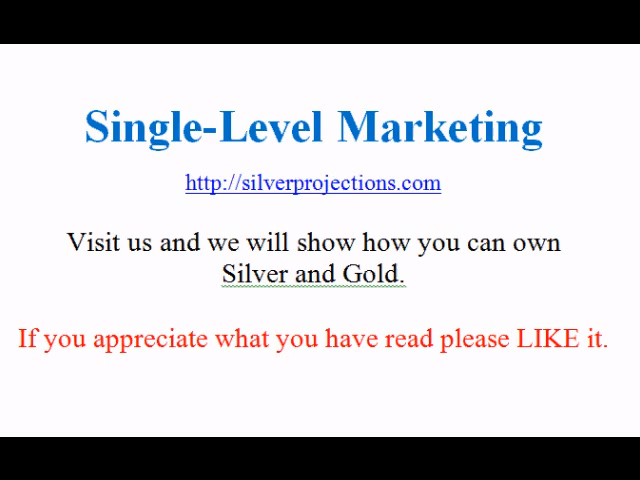 Single-Level Marketing
http://silverprojections.com
Visit us and we will show how you can own
Silver and Gold.
If you appreciate what you have read please LIKE it.